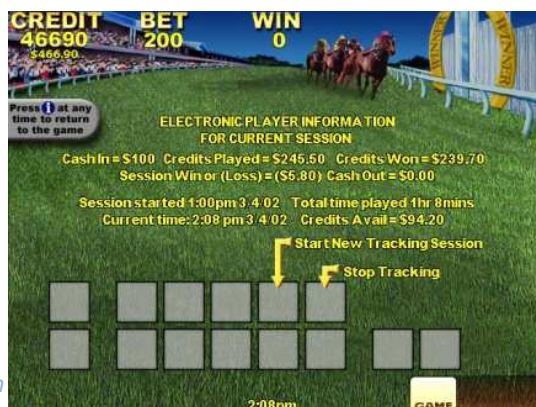 CREDIT BET WIN
46690 200 0
$466.90
WINNER WINNER
Press i at any
time to return
to the game
ELECTRONIC PLAYER INFORMATION
FOR CURRENT SESSION
Cash In = $100 Credits Played = $245.50 Credits Won = $239.70
Session Win or (Loss) = ($5.80) Cash Out = $0.00
Session started 1:00pm 3/4/02 Total time played 1hr 8mins
Current time: 2:08 pm 3/4/02 Credits Avail = $94.20
Start New Tracking Session
Stop Tracking
2:08pm
GAME